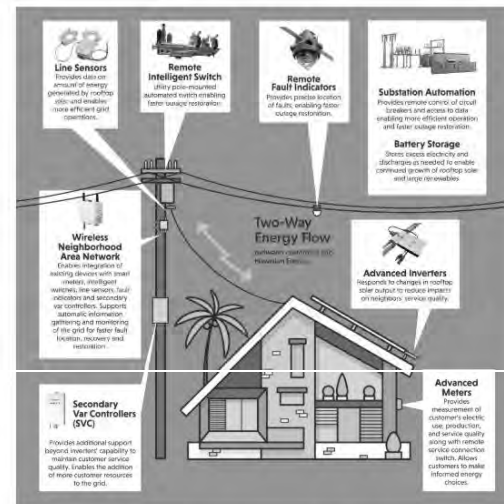 Line Sensors
Provides data on
amount of energy
generated by rooftop
solar and enables
more efficient grid
operations.
Remote
Intelligent Switch
Utility pole-mounted
automated switch enabling
faster outage restoration.
Remote
Fault Indicators
Provides precise location
of faults, enabling faster
outage restoration.
Substation Automation
Provides remote control of circuit
breakers and access to data
enabling more efficient operation
and faster outage restoration.
Battery Storage
Stores excess electricity and
discharges as needed to enable
continued growth of rooftop solar
and large renewables
Wireless
Neighborhood
Area Network
Enables integration of
existing devices with smart
meters, intelligent
switches, line sensors, fault
indicators and secondary
var controllers. Supports
automatic information
gathering and monitoring
of the grid for faster fault
location, recovery and
restoration.
Two-Way
Energy Flow
between customer and
Hawaiian Electric
Advanced Inverters
Responds to changes in rooftop
solar output to reduce impacts
on neighbors' service quality.
Secondary
Var Controllers
(SVC)
Provides additional support
beyond inverters' capability to
maintain customer service
quality. Enables the addition
of more customer resources
to the grid.
Advanced
Meters
Provides
measurement of
customer's electric
use, production,
and service quality
along with remote
service connection
switch. Allows
customers to make
informed energy
choices.